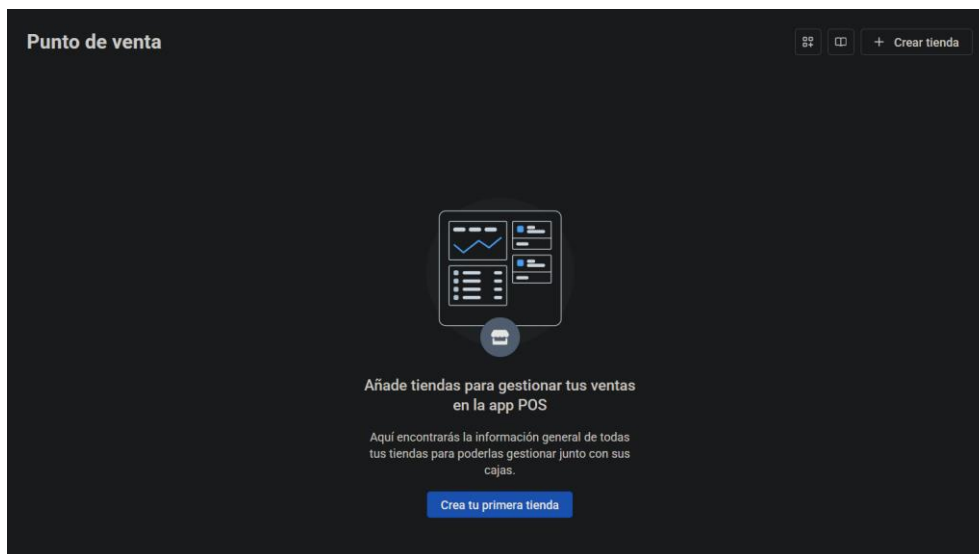 Punto de venta
+ Crear tienda
Añade tiendas para gestionar tus ventas
en la app POS
Aquí encontrarás la información general de todas
tus tiendas para poderlas gestionar junto con sus
cajas.
Crea tu primera tienda